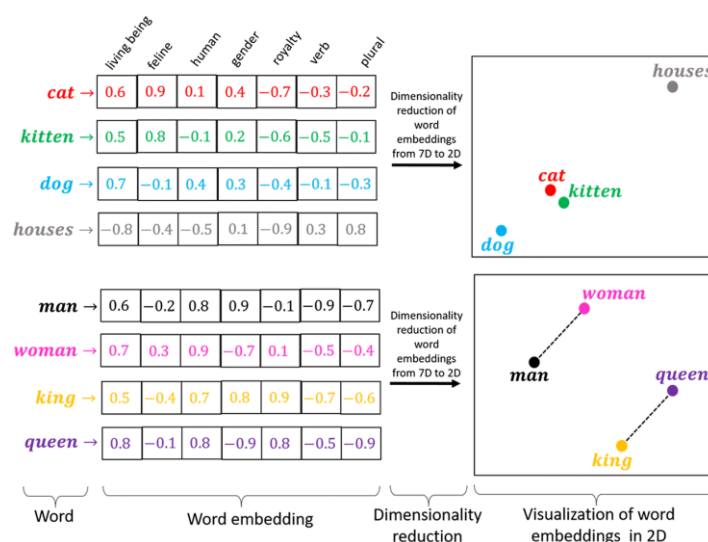 living being feline human gender royalty verb plural
cat → 0.6 0.9 0.1 0.4 −0.7 −0.3 −0.2
kitten → 0.5 0.8 −0.1 0.2 −0.6 −0.5 −0.1
dog → 0.7 −0.1 0.4 0.3 −0.4 −0.1 −0.3
houses → −0.8 −0.4 −0.5 0.1 −0.9 0.3 0.8
Dimensionality
reduction of
word
embeddings
from 7D to 2D
houses
cat
kitten
dog
man → 0.6 −0.2 0.8 0.9 −0.1 −0.9 −0.7
woman → 0.7 0.3 0.9 −0.7 0.1 −0.5 −0.4
king → 0.5 −0.4 0.7 0.8 0.9 −0.7 −0.6
queen → 0.8 −0.1 0.8 −0.9 0.8 −0.5 −0.9
Dimensionality
reduction of
word
embeddings
from 7D to 2D
woman
man
queen
king
Word
Word embedding
Dimensionality
reduction
Visualization of word
embeddings in 2D